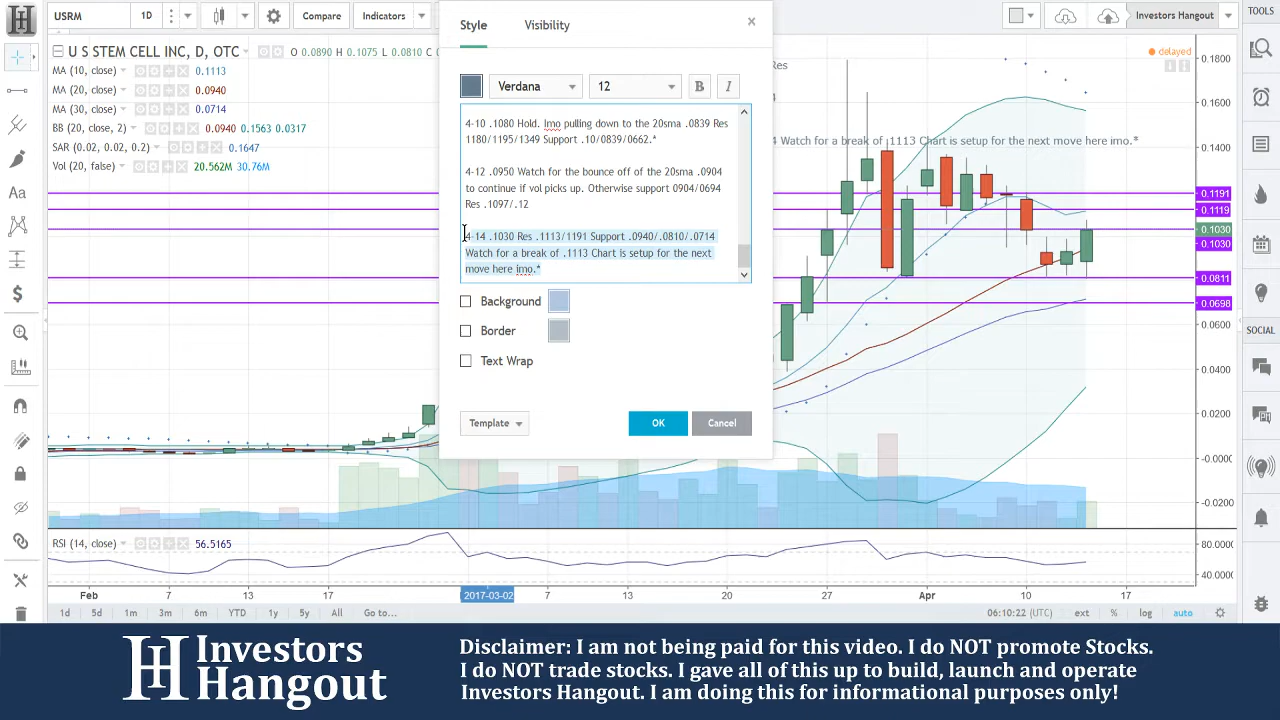 USRM
1D
Compare
Indicators
Style
Visibility
Investors Hangout
TOOLS
U S STEM CELL INC, D, OTC
O 0.0890 H 0.1075 L 0.0810
delayed
MA (10, close) 0.1113
MA (20, close) 0.0940
MA (30, close) 0.0714
BB (20, close, 2) 0.0940 0.1563 0.0317
SAR (0.02, 0.02, 0.2) 0.1647
Vol (20, false) 20.562M 30.76M
Verdana
12
B
I
Res
4 Watch for a break of .1113 Chart is setup for the next move here imo.*
4-10 .1080 Hold. Imo pulling down to the 20sma .0839 Res
1180/1195/1349 Support .10/0839/0662.*
4-12 .0950 Watch for the bounce off of the 20sma .0904
to continue if vol picks up. Otherwise support 0904/0694
Res .1097/.12
4-14 .1030 Res .1113/1191 Support .0940/.0810/.0714
Watch for a break of .1113 Chart is setup for the next
move here imo.*
Background
Border
Text Wrap
Template
OK
Cancel
0.1800
0.1600
0.1400
0.1191
0.1119
0.1030
0.1030
0.0811
0.0698
0.0600
0.0400
0.0200
-0.0000
-0.0200
SOCIAL
RSI (14, close) 56.5165
80.0000
40.0000
Feb
7
13
17
2017-03-02
7
13
20
27
Apr
10
17
1d
5d
1m
3m
6m
YTD
1y
5y
All
Go to...
06:10:22 (UTC)
ext
%
log
auto
Investors
Hangout
Disclaimer: I am not being paid for this video. I do NOT promote Stocks.
I do NOT trade stocks. I gave all of this up to build, launch and operate
Investors Hangout. I am doing this for informational purposes only!